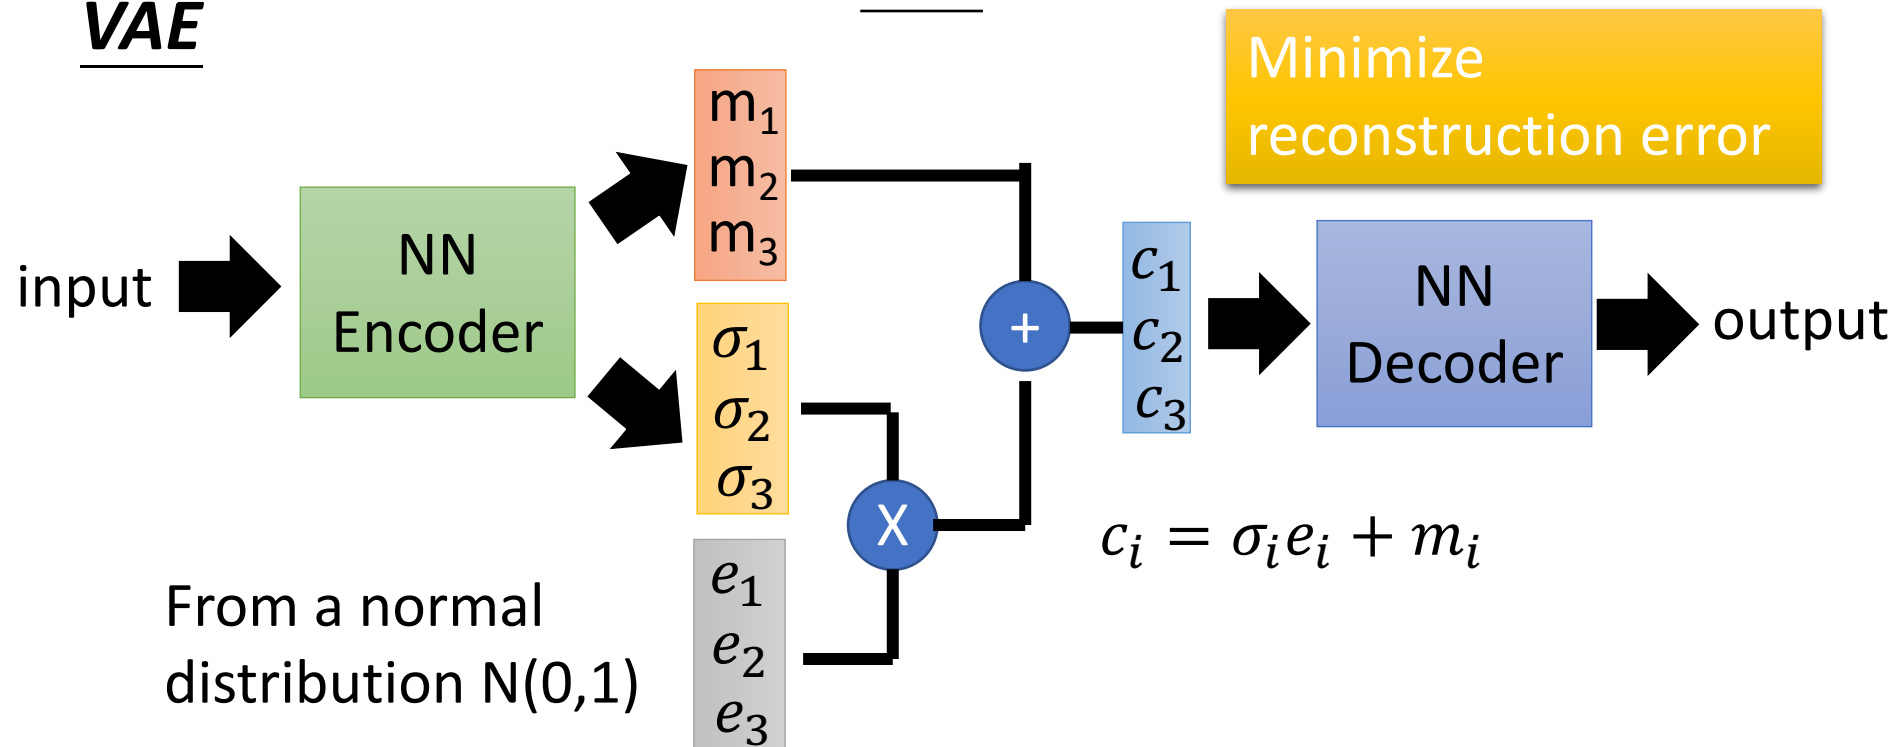 VAE
Minimize
reconstruction error
input
NN
Encoder
m₁
m₂
m₃
σ₁
σ₂
σ₃
From a normal
distribution N(0,1)
e₁
e₂
e₃
X
+
c₁
c₂
c₃
NN
Decoder
output
cᵢ = σᵢeᵢ + mᵢ